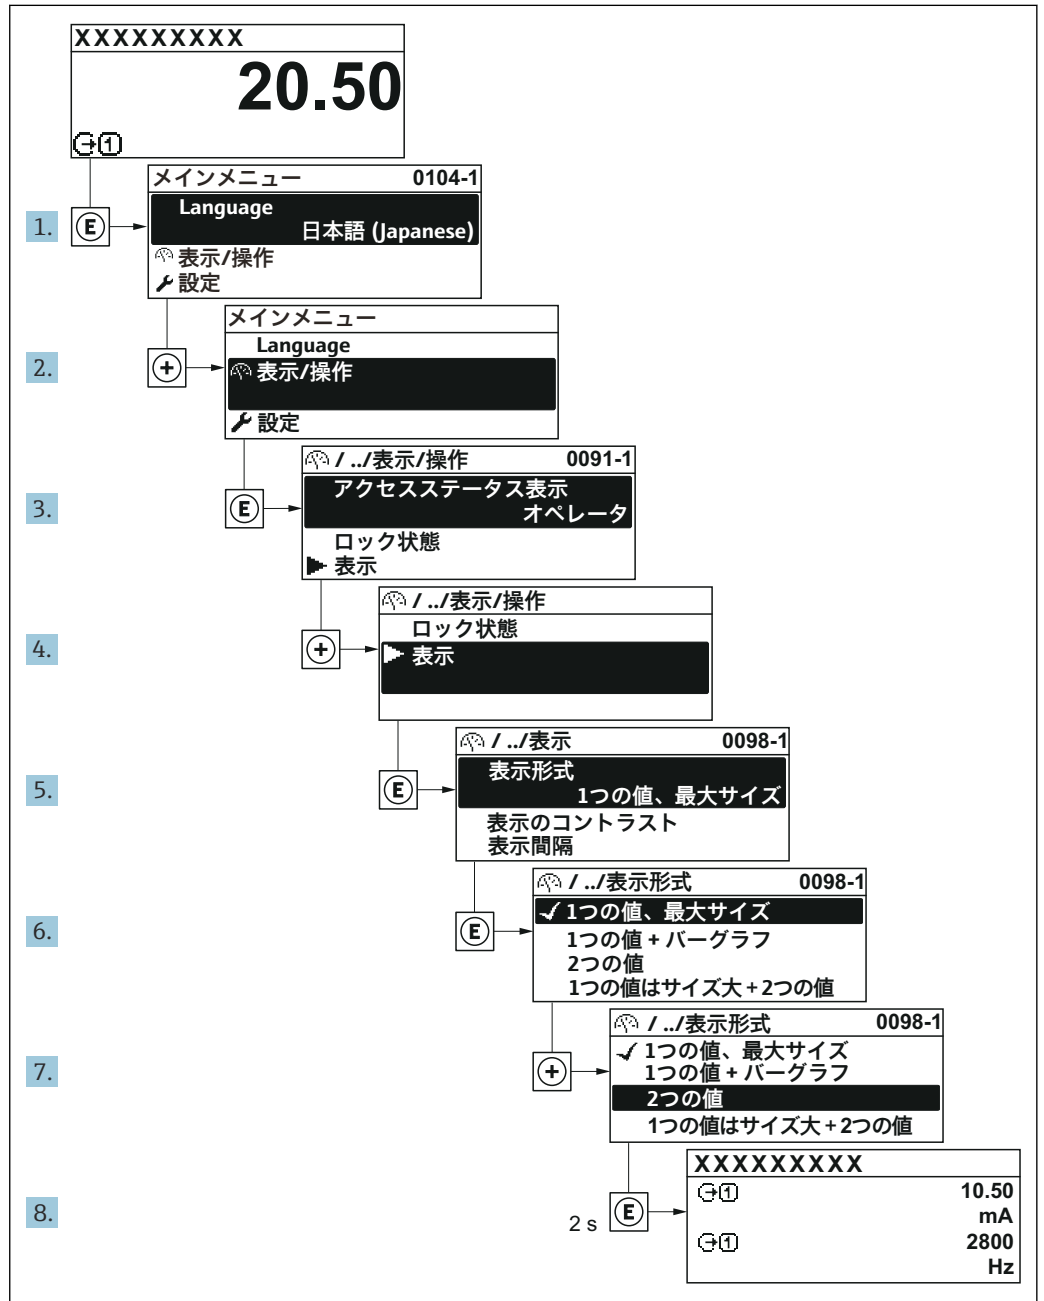 XXXXXXXXX
20.50
1
メインメニュー 0104-1
1. E Language
日本語 (Japanese)
表示/操作
設定
メインメニュー
Language
2. + 表示/操作
設定
/ ../表示/操作 0091-1
アクセスステータス表示
3. E オペレータ
ロック状態
表示
/ ../表示/操作
ロック状態
4. + 表示
/ ../表示 0098-1
表示形式
5. E 1つの値、最大サイズ
表示のコントラスト
表示間隔
/ ../表示形式 0098-1
1つの値、最大サイズ
6. E 1つの値 + バーグラフ
2つの値
1つの値はサイズ大 + 2つの値
/ ../表示形式 0098-1
1つの値、最大サイズ
7. + 1つの値 + バーグラフ
2つの値
1つの値はサイズ大 + 2つの値
XXXXXXXXX
1 10.50
8. 2 s E mA
1 2800
Hz